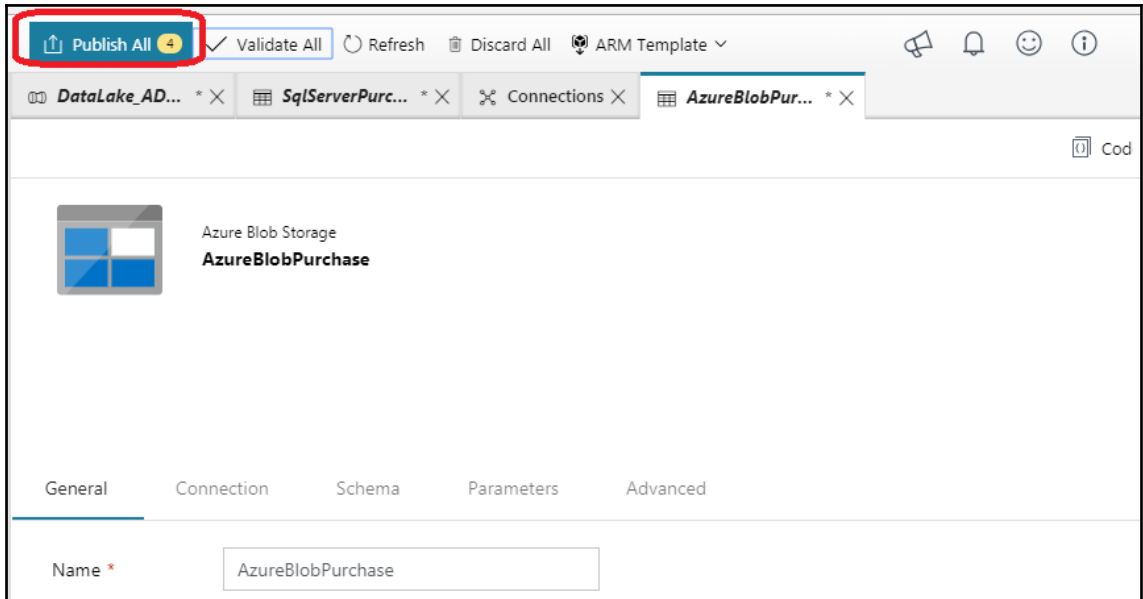 Publish All 4 Validate All Refresh Discard All ARM Template
DataLake_AD... * SqlServerPurc... * Connections AzureBlobPur... *
Cod
Azure Blob Storage
AzureBlobPurchase
General Connection Schema Parameters Advanced
Name * AzureBlobPurchase